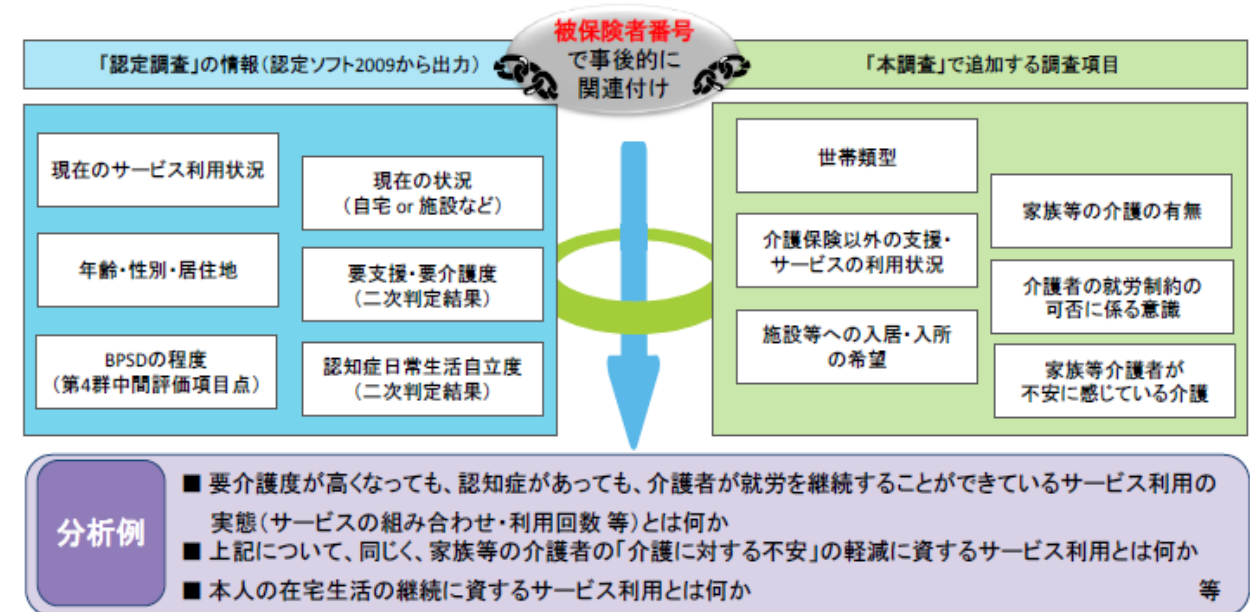 被保険者番号
で事後的に
関連付け
「認定調査」の情報（認定ソフト2009から出力）
「本調査」で追加する調査項目
現在のサービス利用状況
現在の状況
（自宅 or 施設など）
年齢・性別・居住地
要支援・要介護度
（二次判定結果）
BPSDの程度
（第4群中間評価項目点）
認知症日常生活自立度
（二次判定結果）
世帯類型
家族等の介護の有無
介護保険以外の支援・
サービスの利用状況
介護者の就労制約の
可否に係る意識
施設等への入居・入所
の希望
家族等介護者が
不安に感じている介護
分析例
■ 要介護度が高くなっても、認知症があっても、介護者が就労を継続することができているサービス利用の
実態（サービスの組み合わせ・利用回数 等）とは何か
■ 上記について、同じく、家族等の介護者の「介護に対する不安」の軽減に資するサービス利用とは何か
■ 本人の在宅生活の継続に資するサービス利用とは何か 等